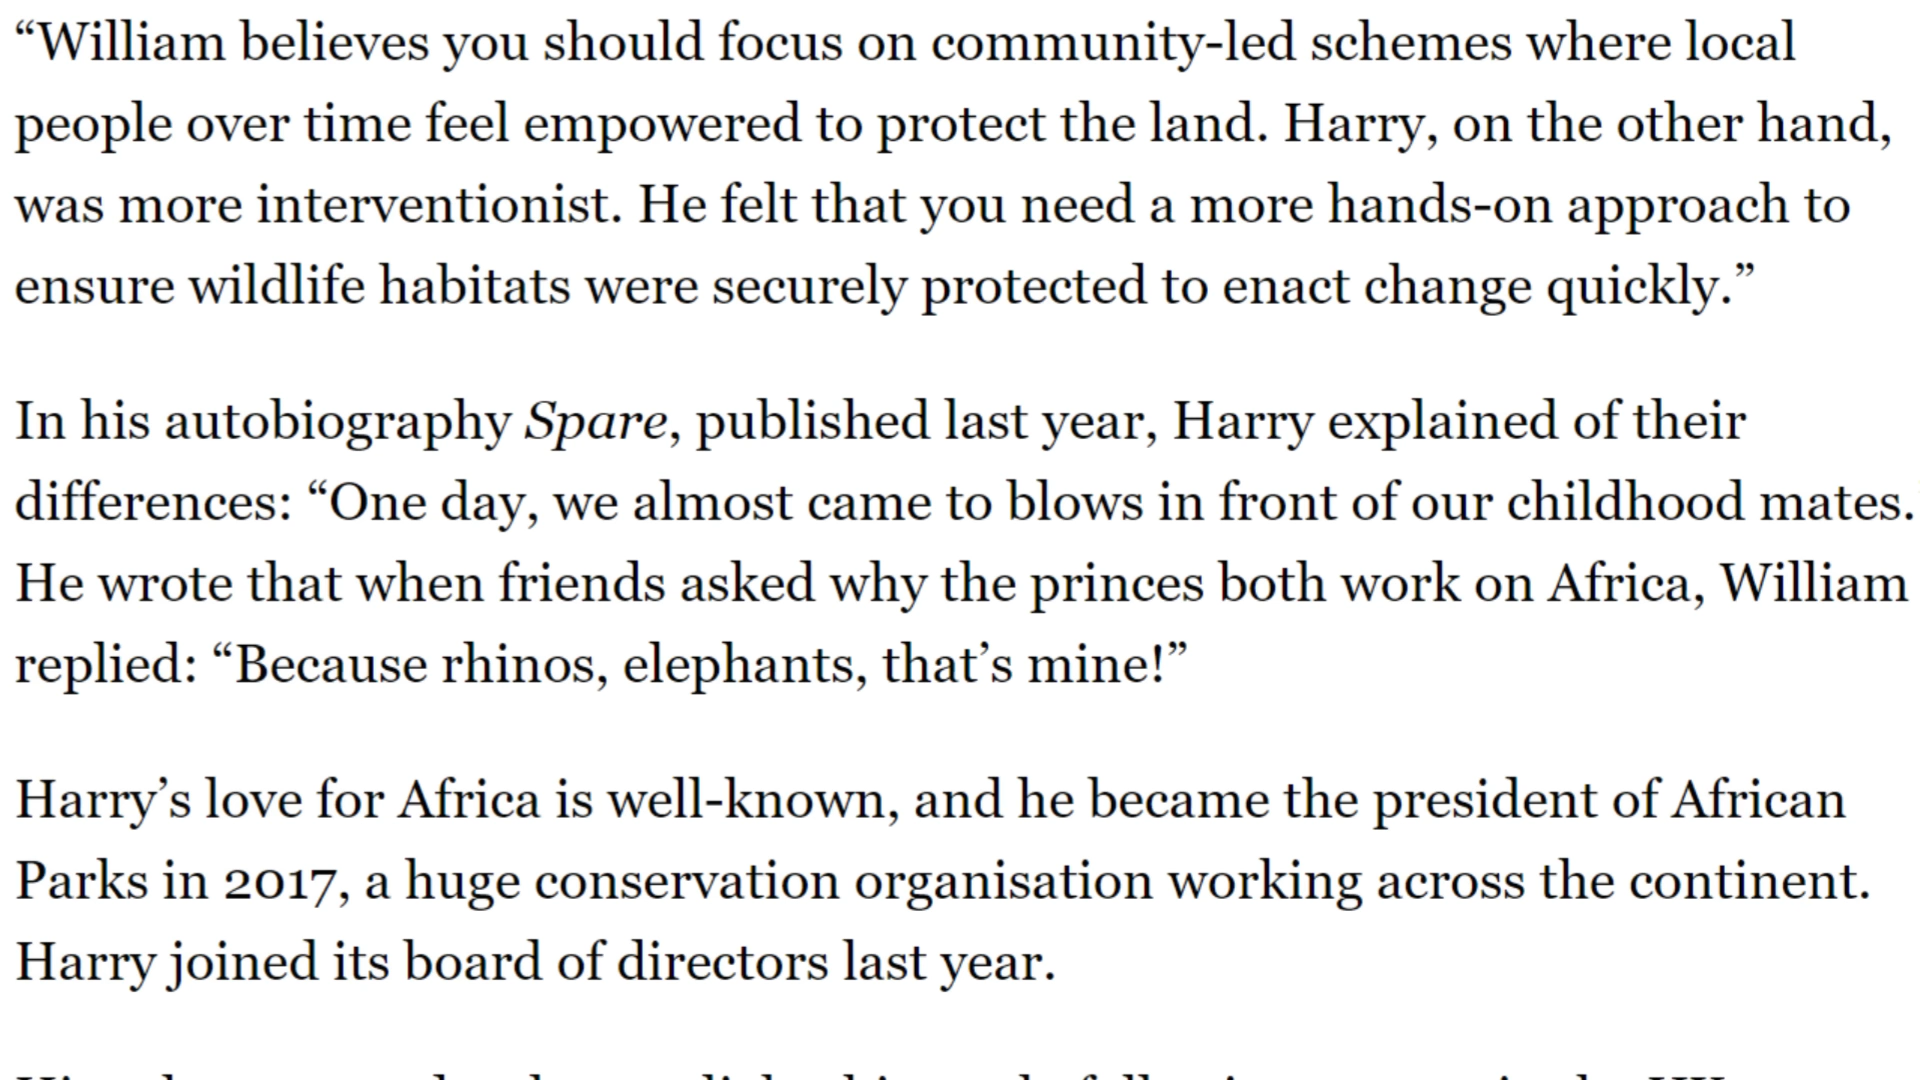 “William believes you should focus on community-led schemes where local
people over time feel empowered to protect the land. Harry, on the other hand,
was more interventionist. He felt that you need a more hands-on approach to
ensure wildlife habitats were securely protected to enact change quickly.”
In his autobiography Spare, published last year, Harry explained of their
differences: “One day, we almost came to blows in front of our childhood mates.
He wrote that when friends asked why the princes both work on Africa, William
replied: “Because rhinos, elephants, that’s mine!”
Harry’s love for Africa is well-known, and he became the president of African
Parks in 2017, a huge conservation organisation working across the continent.
Harry joined its board of directors last year.